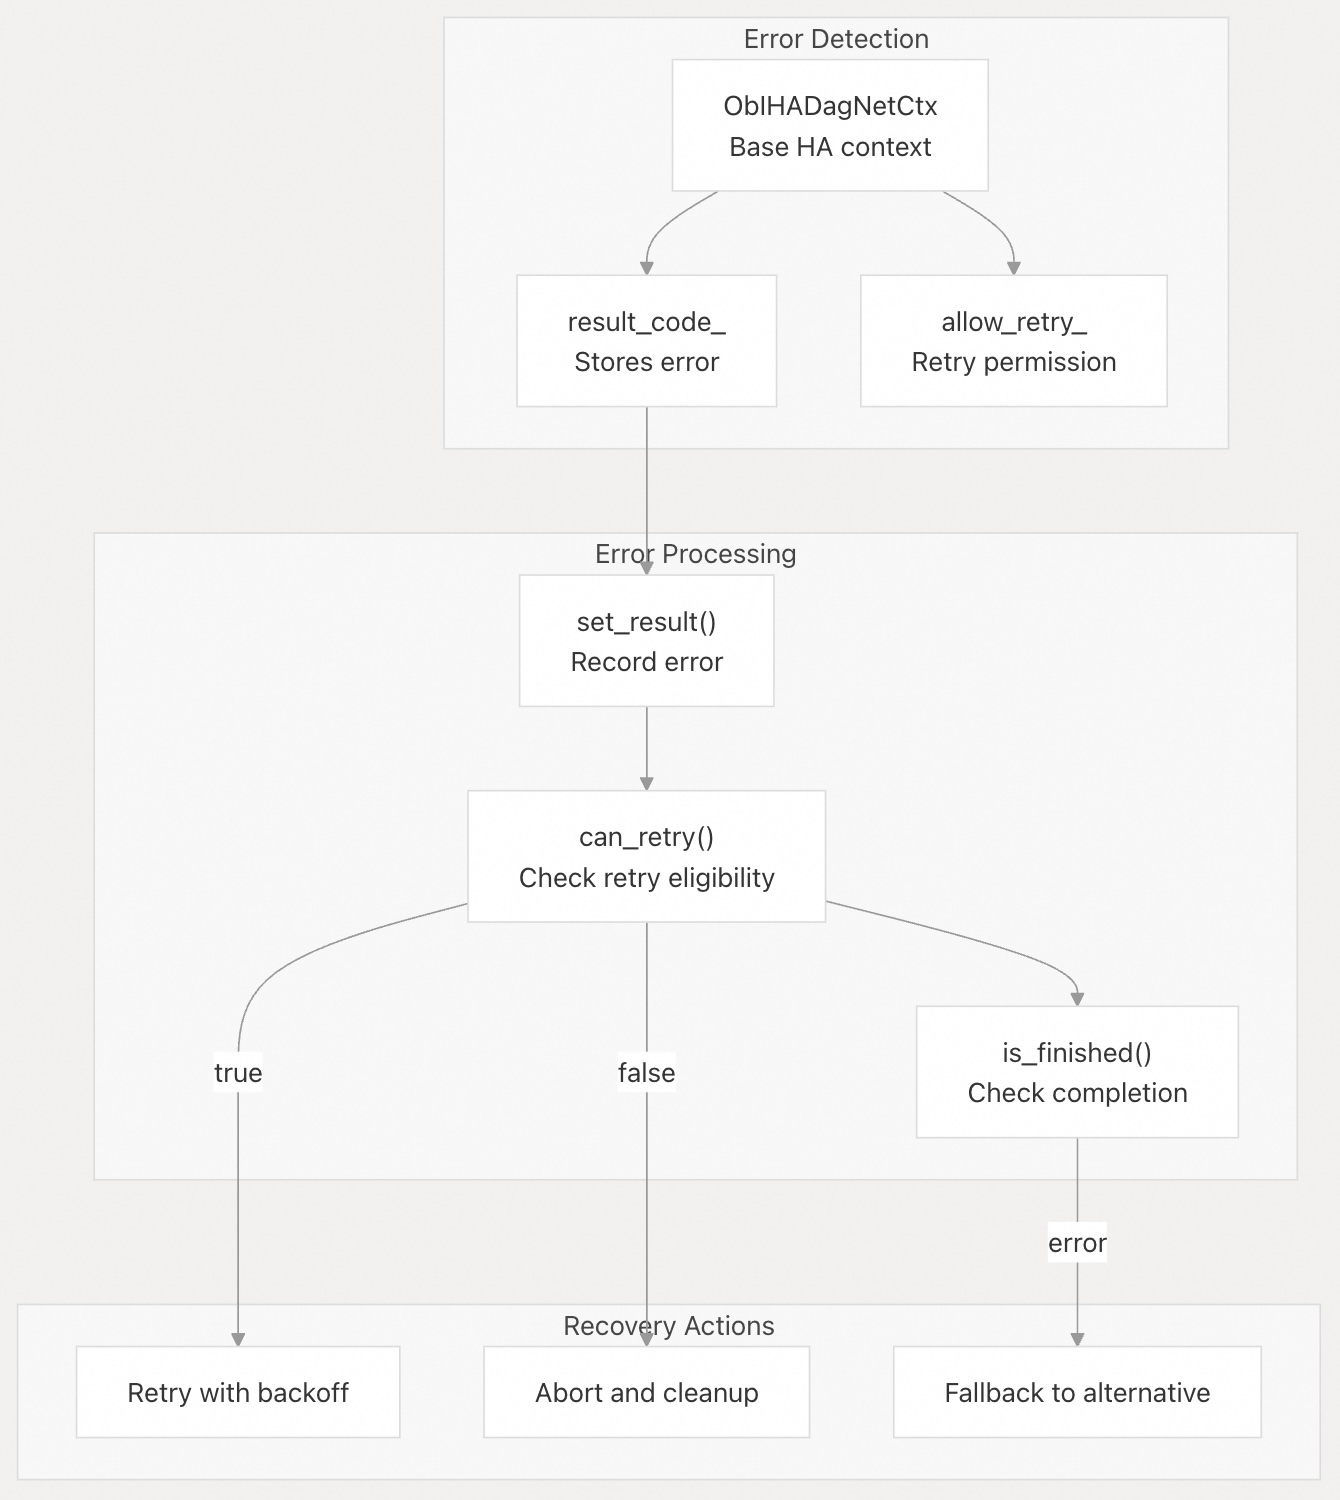 Error Detection
ObIHADagNetCtx
Base HA context
result_code_
Stores error
allow_retry_
Retry permission
Error Processing
set_result()
Record error
can_retry()
Check retry eligibility
is_finished()
Check completion
true
false
error
Recovery Actions
Retry with backoff
Abort and cleanup
Fallback to alternative